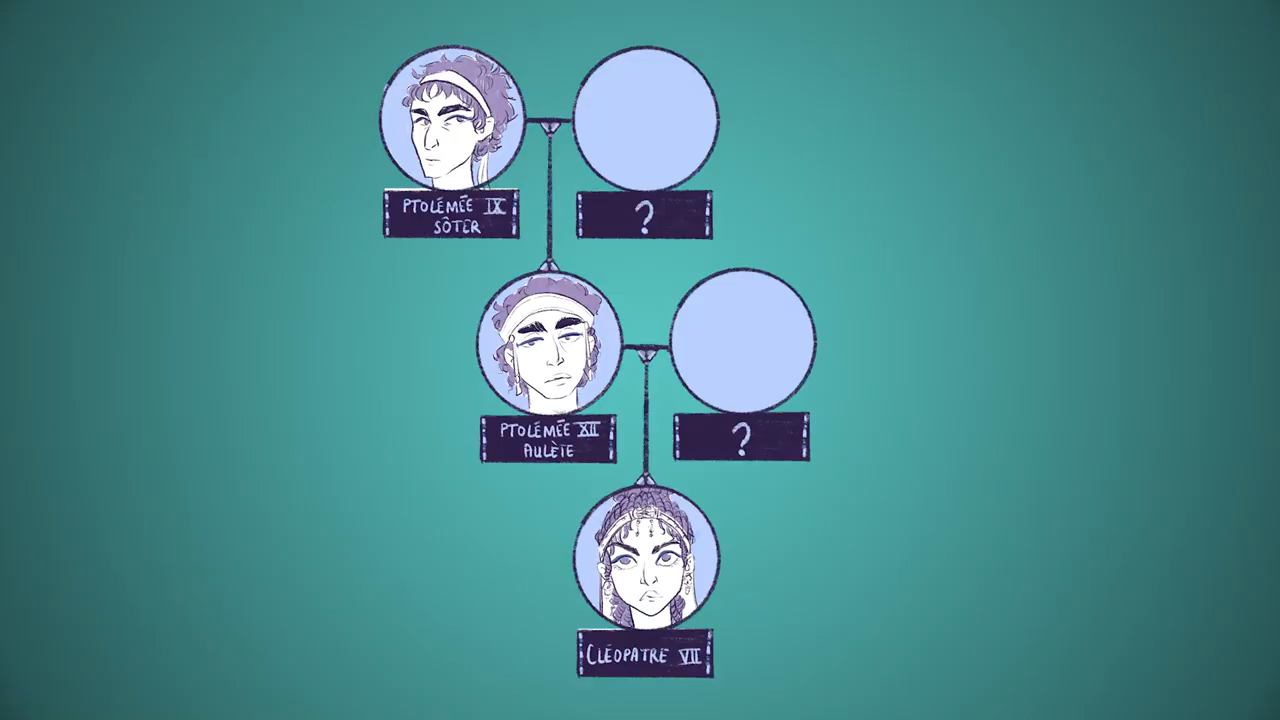 PTOLÉMÉE IX
SÔTER
?
PTOLÉMÉE XII
AULÈTE
?
CLÉOPATRE VII